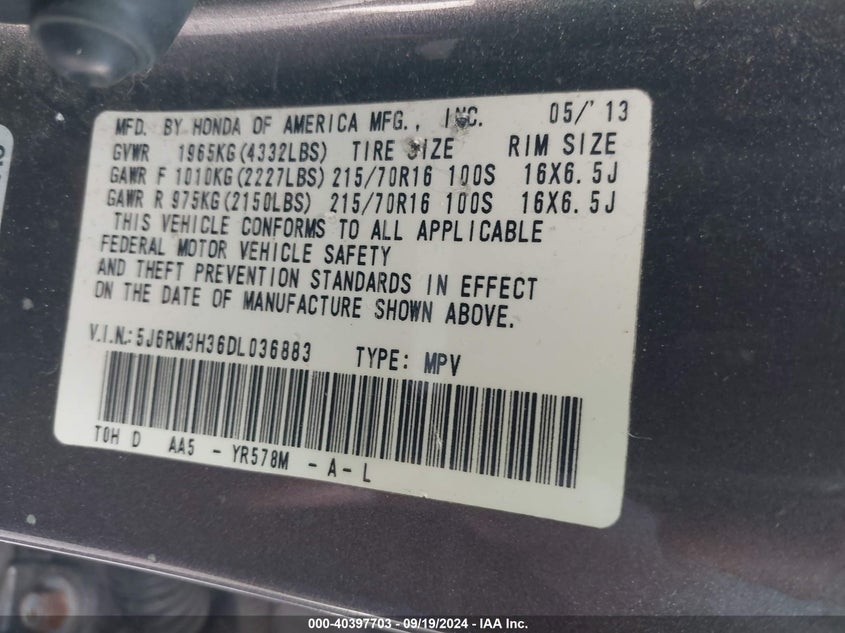 MFD. BY HONDA OF AMERICA MFG., INC. 05/'13
GVWR 1965KG(4332LBS) TIRE SIZE RIM SIZE
GAWR F 1010KG(2227LBS) 215/70R16 100S 16X6.5J
GAWR R 975KG(2150LBS) 215/70R16 100S 16X6.5J
THIS VEHICLE CONFORMS TO ALL APPLICABLE
FEDERAL MOTOR VEHICLE SAFETY
AND THEFT PREVENTION STANDARDS IN EFFECT
ON THE DATE OF MANUFACTURE SHOWN ABOVE.
V.I.N.: 5J6RM3H36DL036883 TYPE: MPV
TOH D AA5 - YR578M - A - L
000-40397703 - 09/19/2024 - IAA Inc.